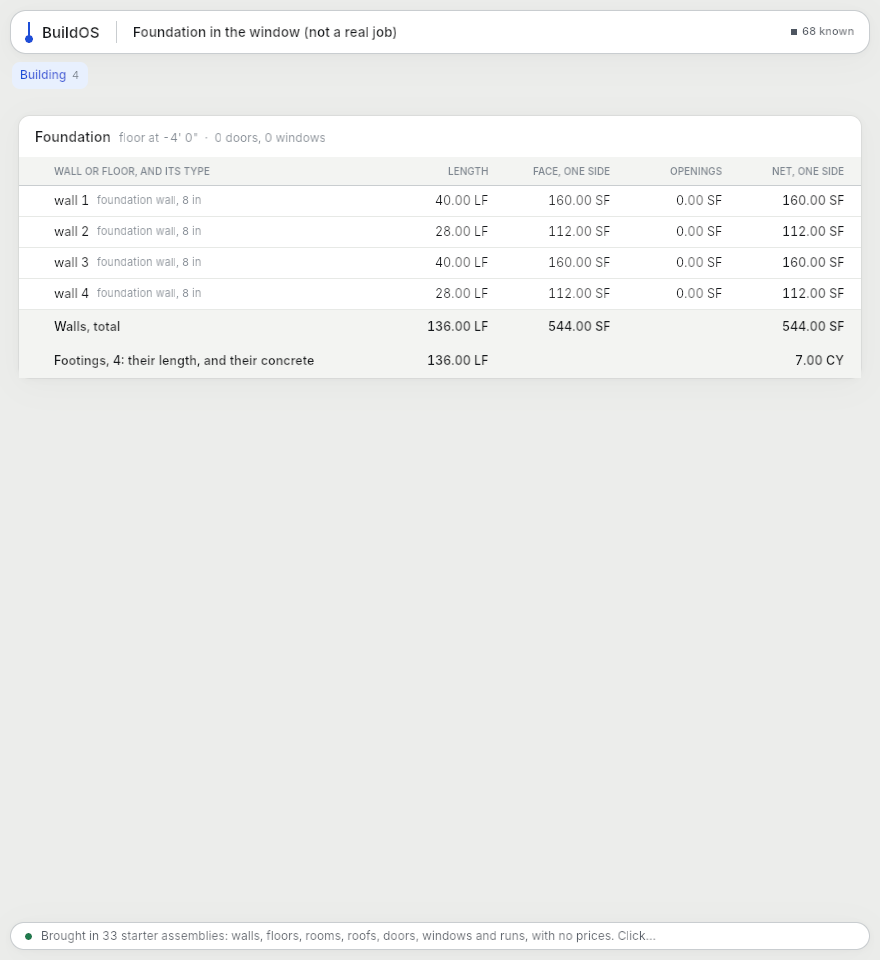 BuildOS
Foundation in the window (not a real job)
68 known
Building 4
Foundation floor at -4' 0" · 0 doors, 0 windows
WALL OR FLOOR, AND ITS TYPE LENGTH FACE, ONE SIDE OPENINGS NET, ONE SIDE
wall 1 foundation wall, 8 in 40.00 LF 160.00 SF 0.00 SF 160.00 SF
wall 2 foundation wall, 8 in 28.00 LF 112.00 SF 0.00 SF 112.00 SF
wall 3 foundation wall, 8 in 40.00 LF 160.00 SF 0.00 SF 160.00 SF
wall 4 foundation wall, 8 in 28.00 LF 112.00 SF 0.00 SF 112.00 SF
Walls, total 136.00 LF 544.00 SF 544.00 SF
Footings, 4: their length, and their concrete 136.00 LF 7.00 CY
Brought in 33 starter assemblies: walls, floors, rooms, roofs, doors, windows and runs, with no prices. Click...